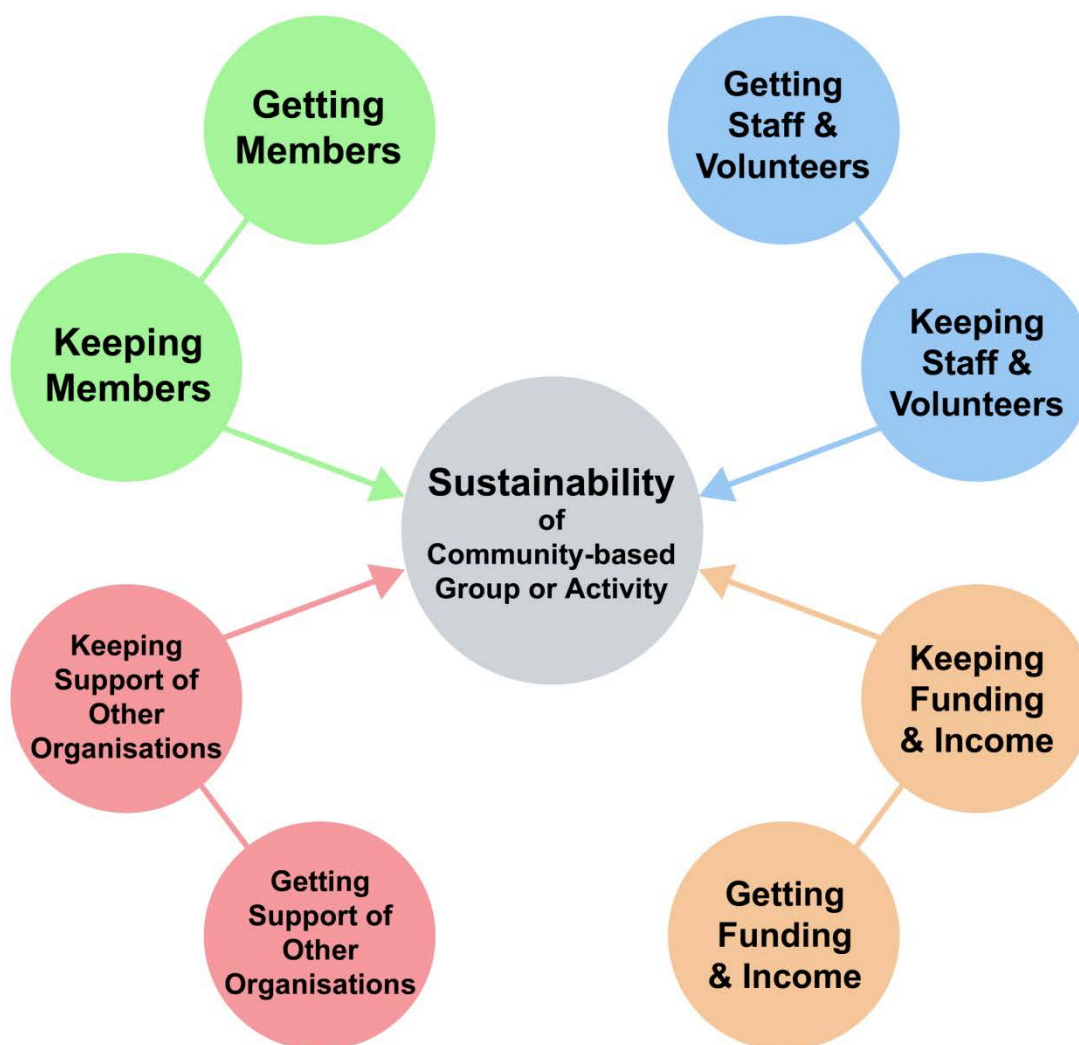 Getting
Members
Getting
Staff &
Volunteers
Keeping
Members
Keeping
Staff &
Volunteers
Sustainability
of
Community-based
Group or Activity
Keeping
Support of
Other
Organisations
Keeping
Funding
& Income
Getting
Support of
Other
Organisations
Getting
Funding
& Income